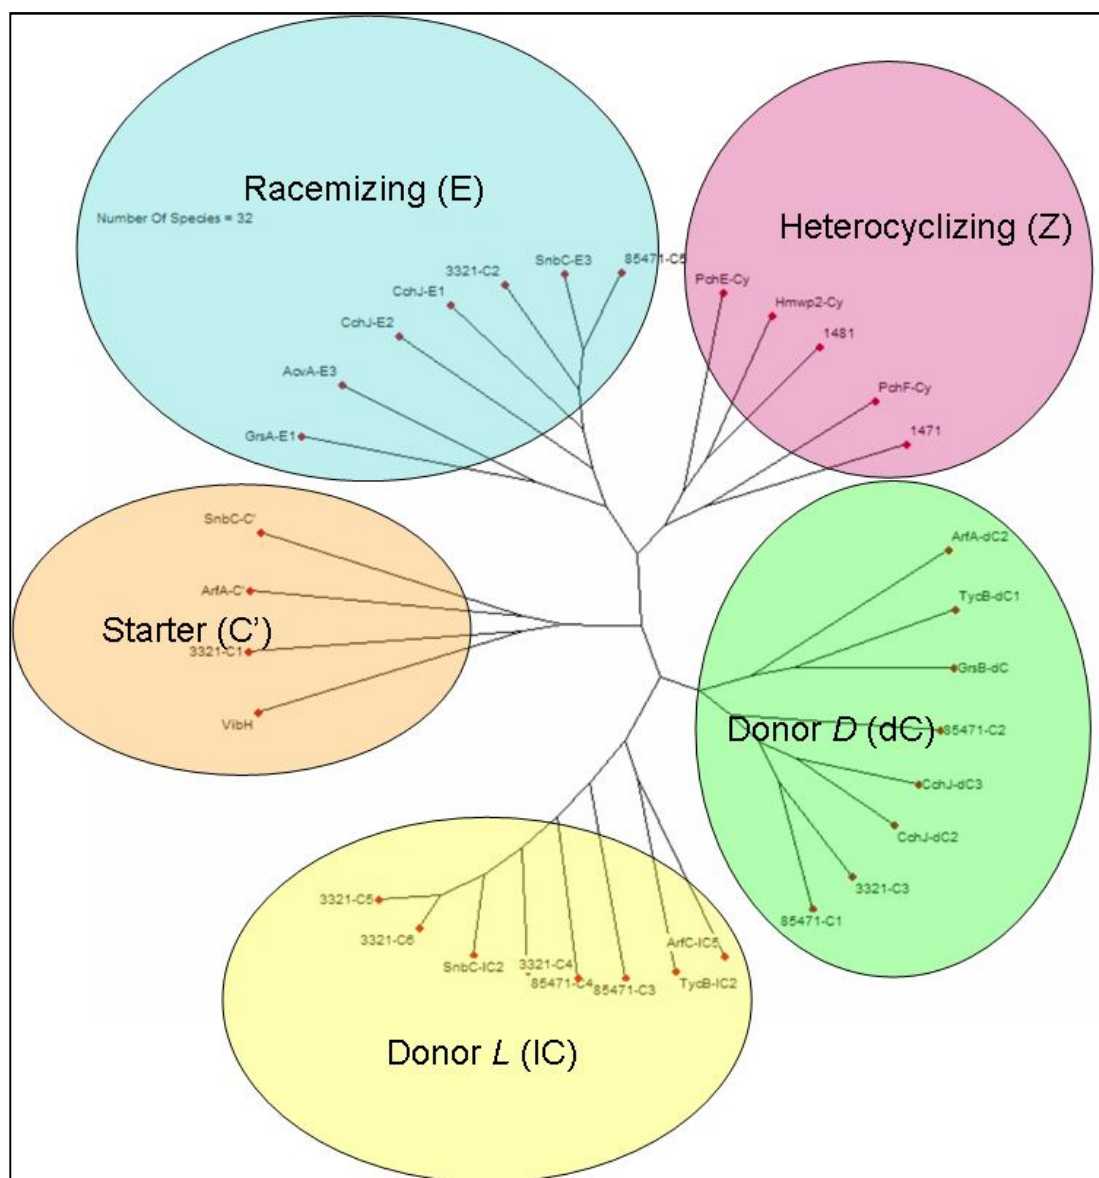 Racemizing (E)
Number Of Species = 32
SnbC-E3
85471-C5
3321-C2
CchJ-E1
CchJ-E2
AcvA-E3
GrsA-E1
Heterocyclizing (Z)
PchE-Cy
Hmwp2-Cy
1481
PchF-Cy
1471
SnbC-C'
ArfA-C'
Starter (C’)
3321-C1
VibH
ArfA-dC2
TycB-dC1
GrsB-dC
Donor D (dC)
85471-C2
CchJ-dC3
CchJ-dC2
3321-C3
85471-C1
3321-C5
3321-C6
SnbC-lC2
3321-C4
85471-C4
85471-C3
TycB-lC2
ArfC-lC5
Donor L (lC)